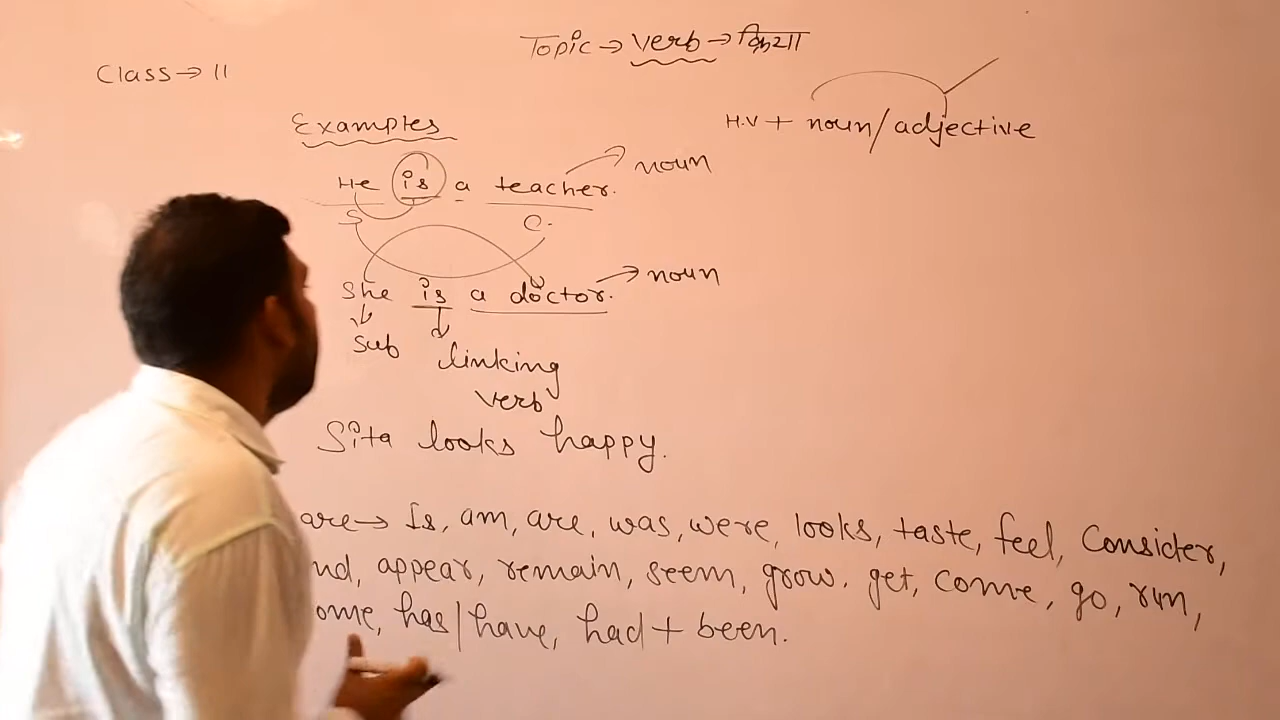 Topic → Verb → क्रिया
Class → 11
H.V + noun/adjective
Examples
He is a teacher. noun
S C.
She is a doctor. → noun
Sub linking
verb
Sita looks happy.
are → Is, am, are, was, were, looks, taste, feel, Consider,
nd, appear, remain, seem, grow. get, come, go, run,
ome, has/have, had + been.